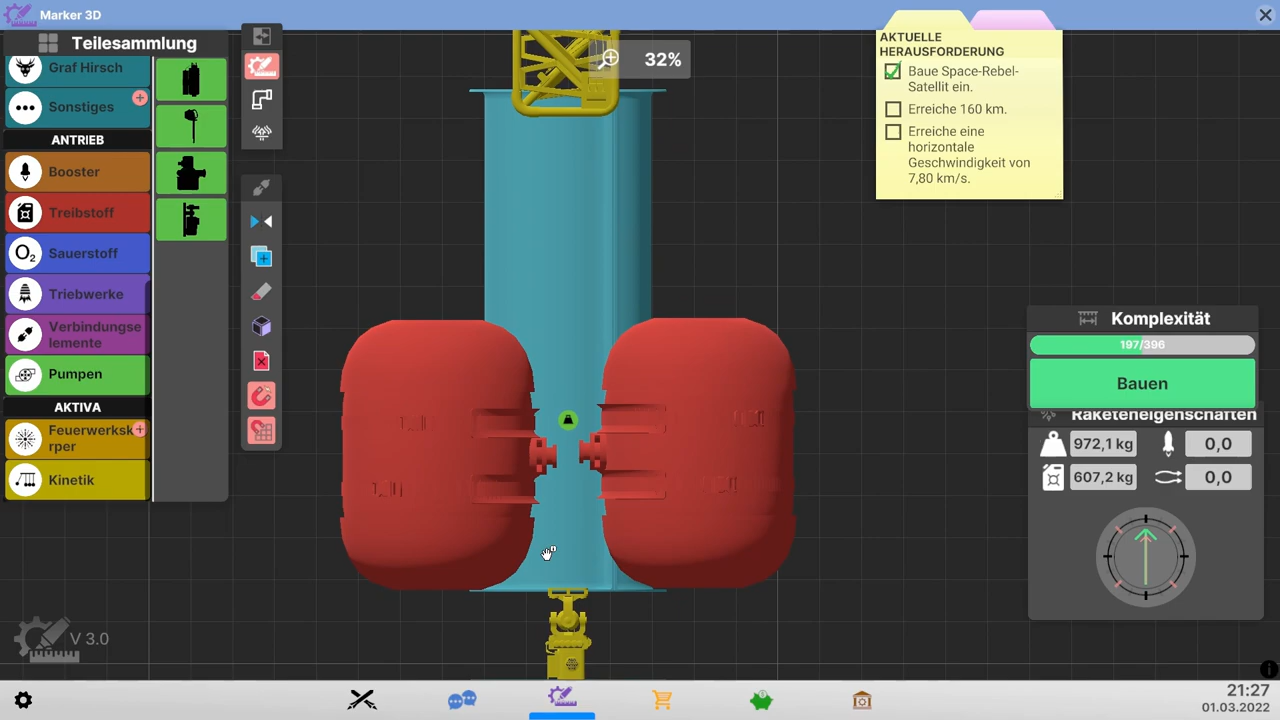 Marker 3D
Teilesammlung
Graf Hirsch
Sonstiges
ANTRIEB
Booster
Treibstoff
O2
Sauerstoff
Triebwerke
Verbindungse
lemente
Pumpen
AKTIVA
Feuerwerksk
rper
Kinetik
V 3.0
32%
AKTUELLE
HERAUSFORDERUNG
Baue Space-Rebel-
Satellit ein.
Erreiche 160 km.
Erreiche eine
horizontale
Geschwindigkeit von
7,80 km/s.
Komplexität
197/396
Bauen
Raketeneigenschaften
972,1 kg
0,0
607,2 kg
0,0
21:27
01.03.2022